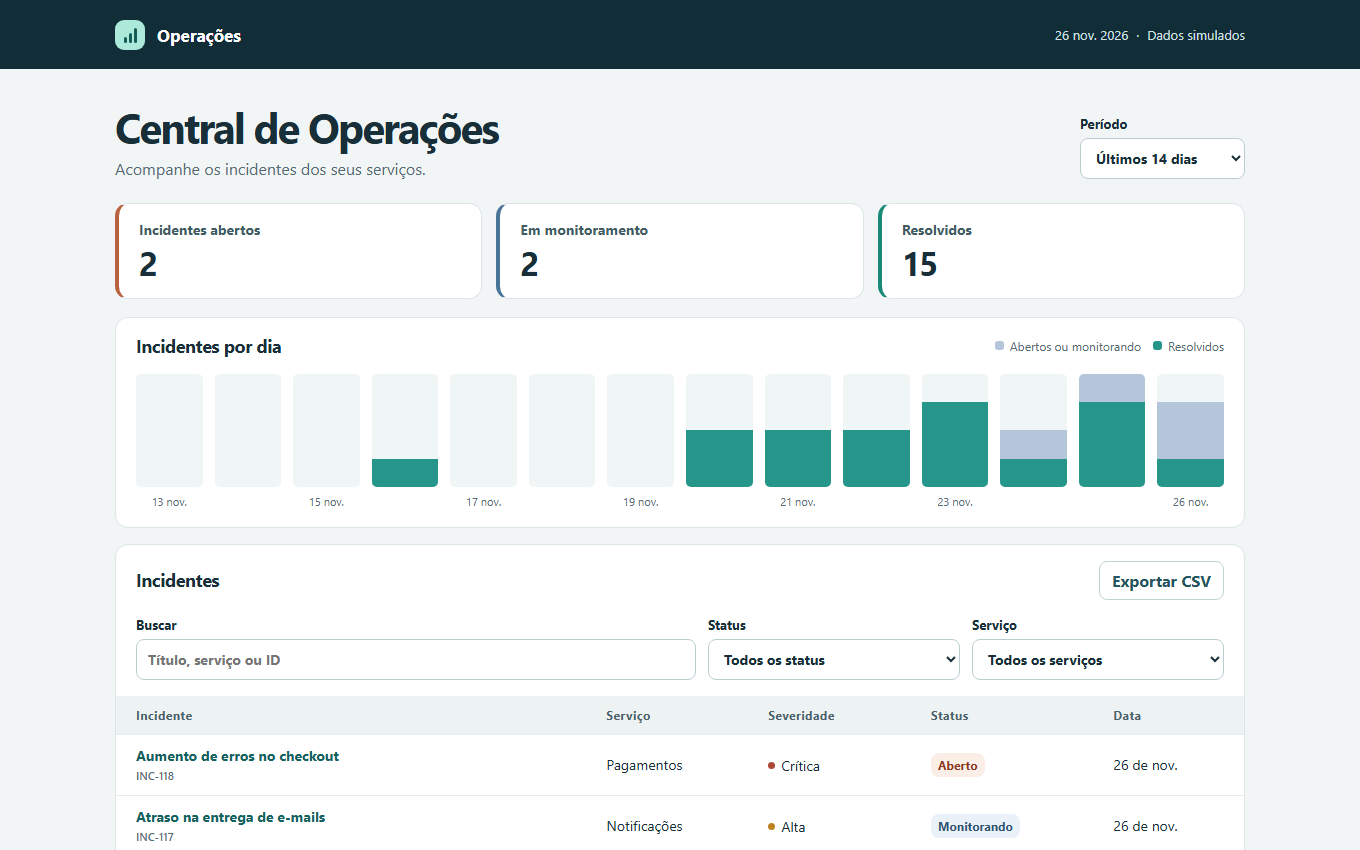 Operações
26 nov. 2026 · Dados simulados
Central de Operações
Acompanhe os incidentes dos seus serviços.
Período
Últimos 14 dias
Incidentes abertos
2
Em monitoramento
2
Resolvidos
15
Incidentes por dia
Abertos ou monitorando
Resolvidos
13 nov. 15 nov. 17 nov. 19 nov. 21 nov. 23 nov. 26 nov.
Incidentes
Exportar CSV
Buscar
Título, serviço ou ID
Status
Todos os status
Serviço
Todos os serviços
Incidente Serviço Severidade Status Data
Aumento de erros no checkout
INC-118
Pagamentos Crítica Aberto 26 de nov.
Atraso na entrega de e-mails
INC-117
Notificações Alta Monitorando 26 de nov.